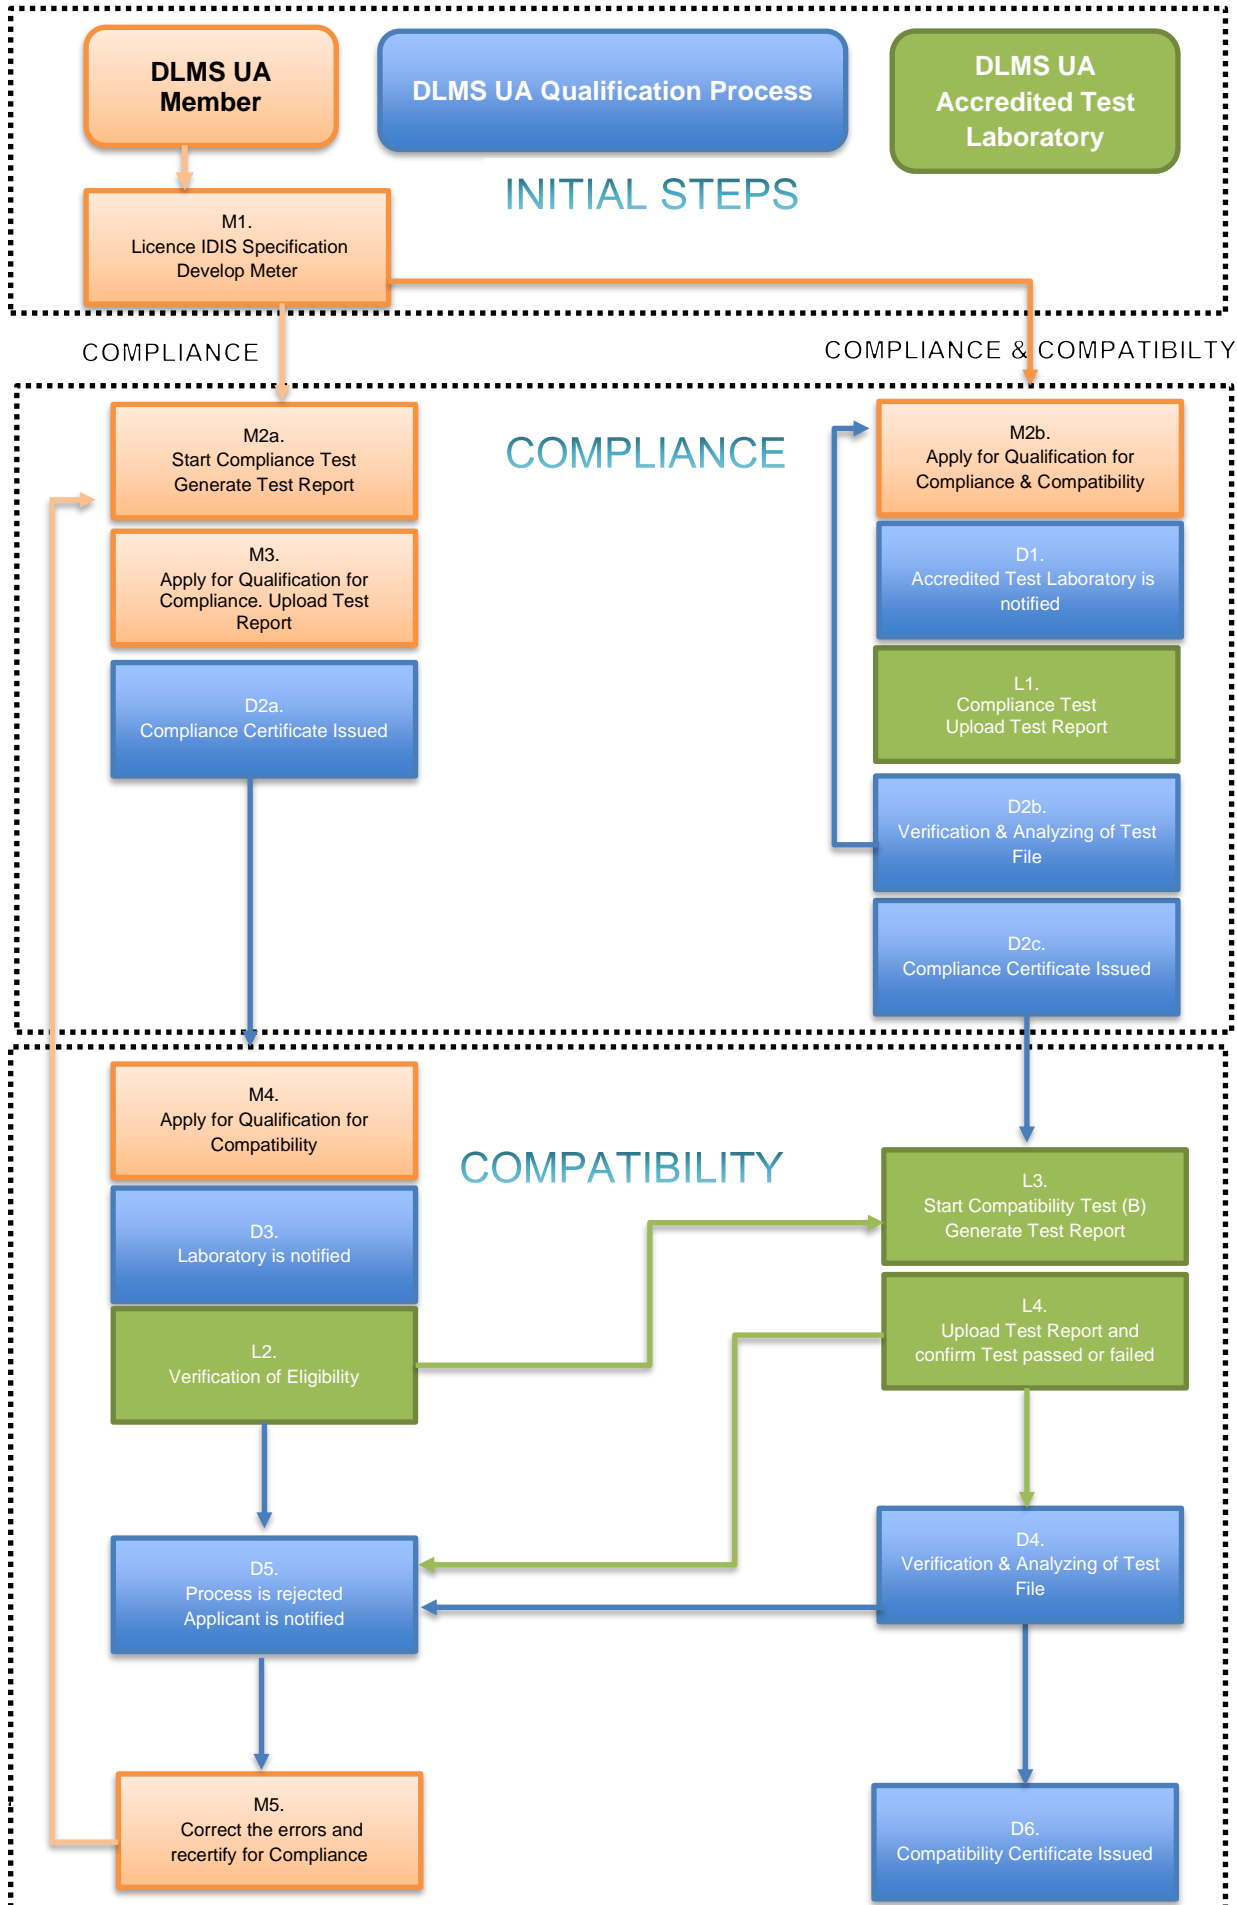 DLMS UA
Member
DLMS UA Qualification Process
DLMS UA
Accredited Test
Laboratory
INITIAL STEPS
M1.
Licence IDIS Specification
Develop Meter
COMPLIANCE
COMPLIANCE & COMPATIBILTY
M2a.
Start Compliance Test
Generate Test Report
COMPLIANCE
M2b.
Apply for Qualification for
Compliance & Compatibility
M3.
Apply for Qualification for
Compliance. Upload Test
Report
D1.
Accredited Test Laboratory is
notified
D2a.
Compliance Certificate Issued
L1.
Compliance Test
Upload Test Report
D2b.
Verification & Analyzing of Test
File
D2c.
Compliance Certificate Issued
M4.
Apply for Qualification for
Compatibility
COMPATIBILITY
L3.
Start Compatibility Test (B)
Generate Test Report
D3.
Laboratory is notified
L4.
Upload Test Report and
confirm Test passed or failed
L2.
Verification of Eligibility
D5.
Process is rejected
Applicant is notified
D4.
Verification & Analyzing of Test
File
M5.
Correct the errors and
recertify for Compliance
D6.
Compatibility Certificate Issued